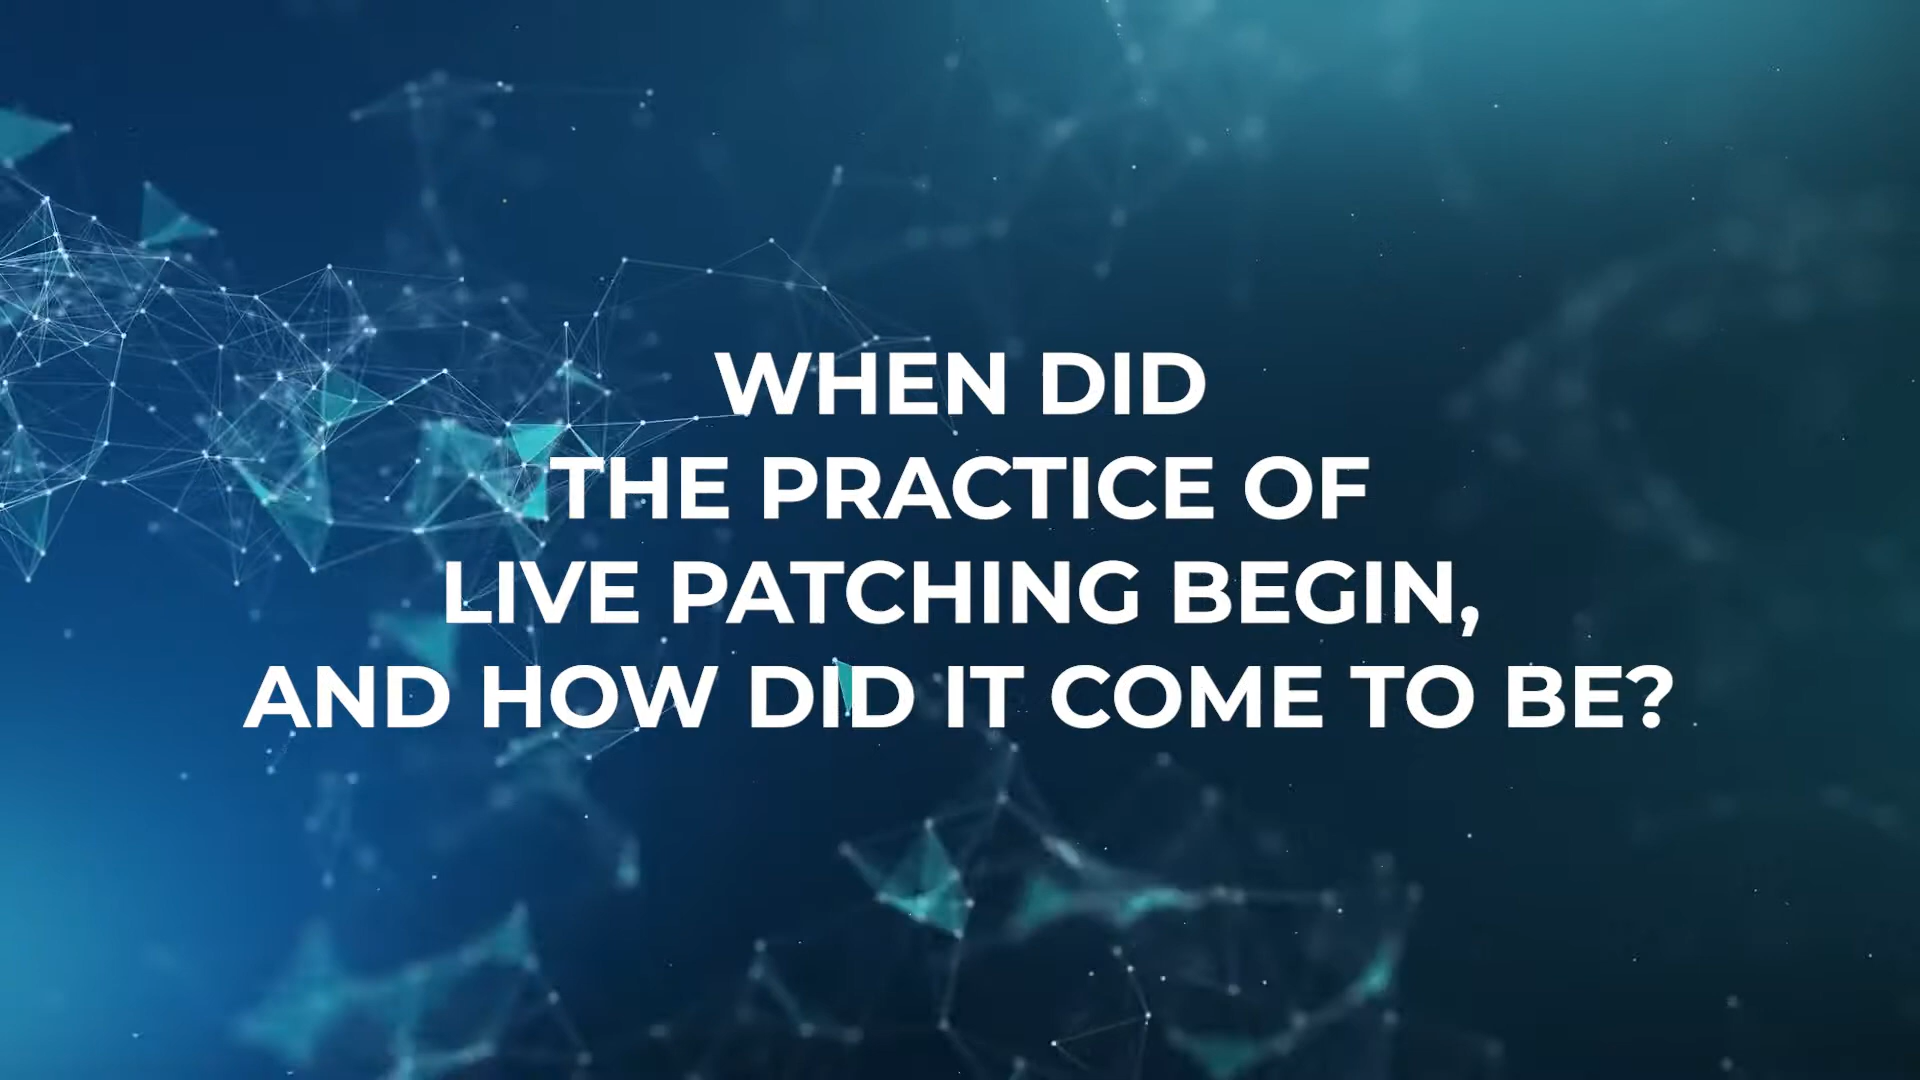 WHEN DID
THE PRACTICE OF
LIVE PATCHING BEGIN,
AND HOW DID IT COME TO BE?